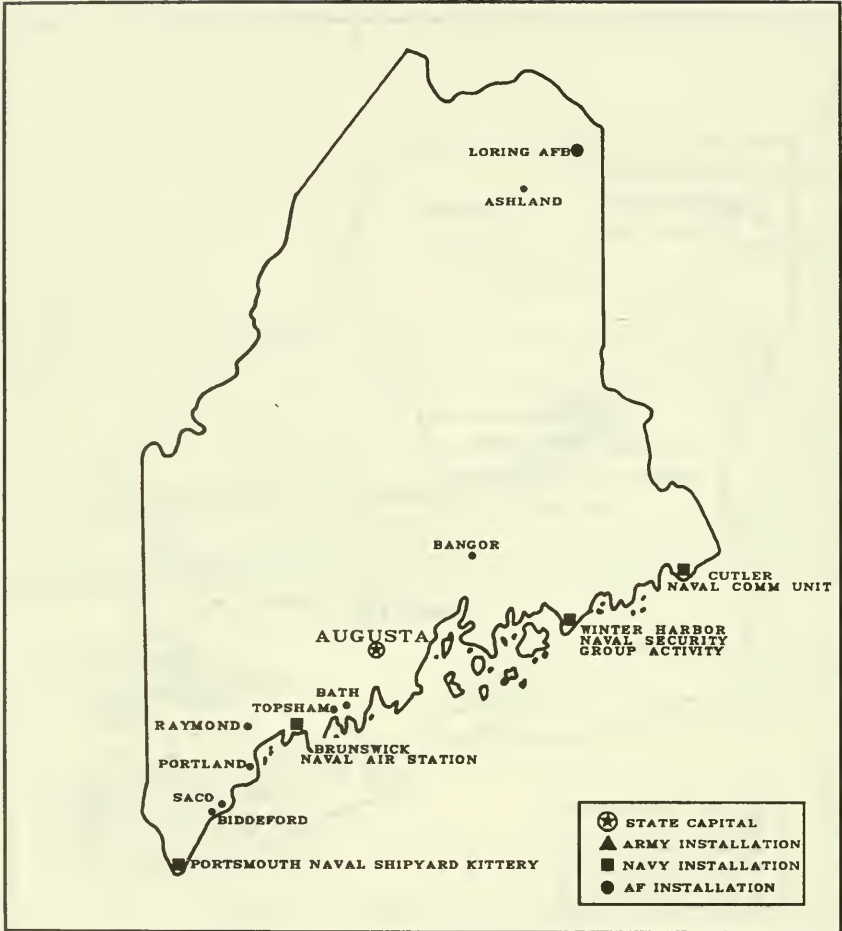 LORING AFB
ASHLAND
BANGOR
CUTLER
NAVAL COMM UNIT
WINTER HARBOR
NAVAL SECURITY
GROUP ACTIVITY
AUGUSTA
BATH
TOPSHAM
RAYMOND
BRUNSWICK
NAVAL AIR STATION
PORTLAND
SACO
BIDDEFORD
PORTSMOUTH NAVAL SHIPYARD KITTERY
STATE CAPITAL
ARMY INSTALLATION
NAVY INSTALLATION
AF INSTALLATION